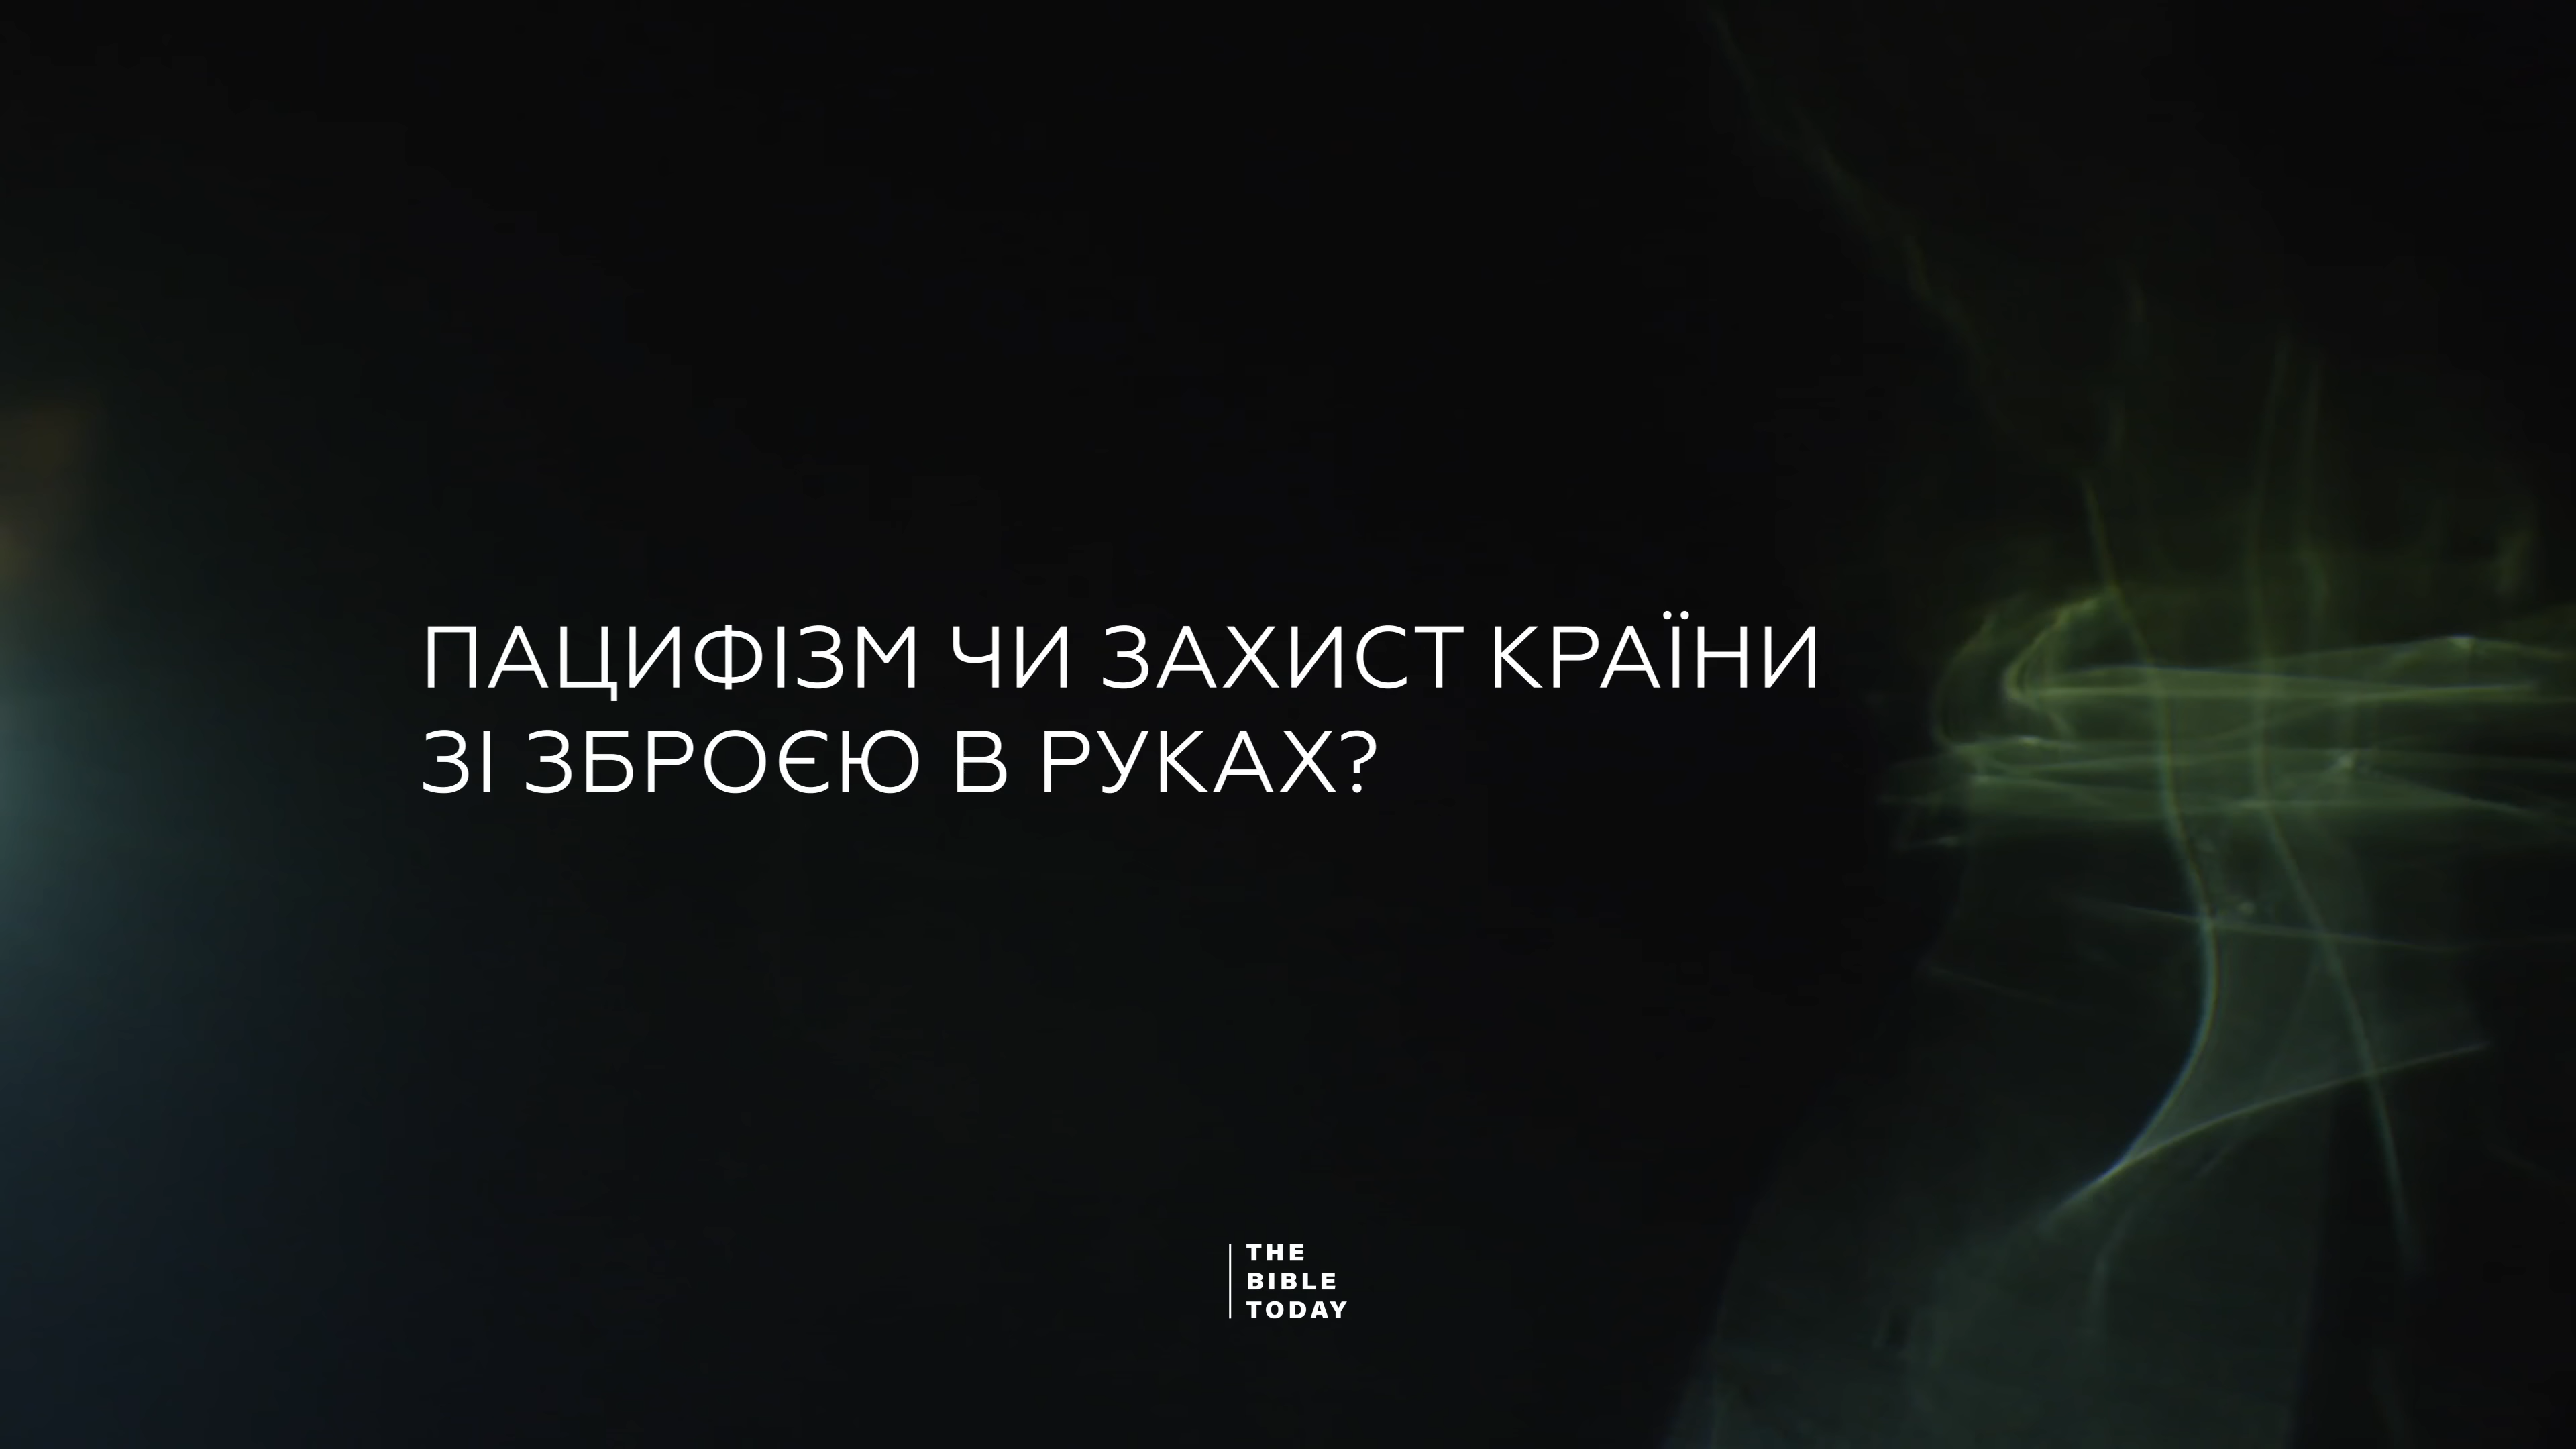 ПАЦИФІЗМ ЧИ ЗАХИСТ КРАЇНИ
ЗІ ЗБРОЄЮ В РУКАХ?
THE
BIBLE
TODAY